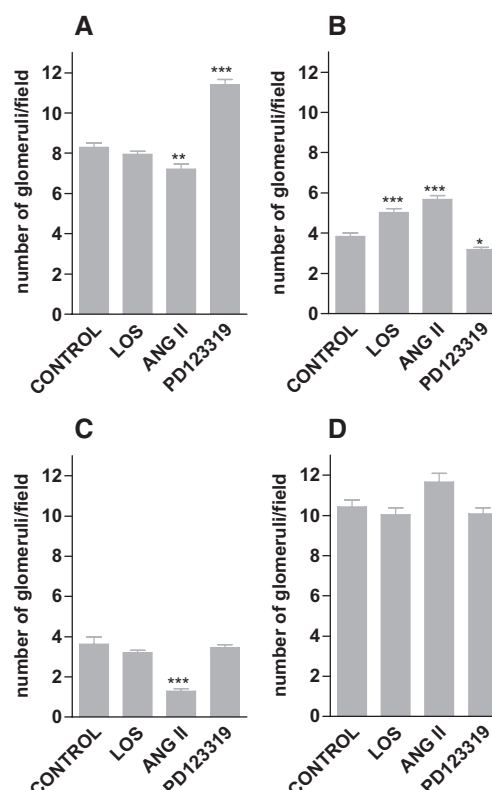 A
number of glomeruli/field
12
10
8
6
4
2
0
***
**
CONTROL
LOS
ANG II
PD123319
B
number of glomeruli/field
12
10
8
6
4
2
0
***
***
*
CONTROL
LOS
ANG II
PD123319
C
number of glomeruli/field
12
10
8
6
4
2
0
***
CONTROL
LOS
ANG II
PD123319
D
number of glomeruli/field
12
10
8
6
4
2
0
CONTROL
LOS
ANG II
PD123319